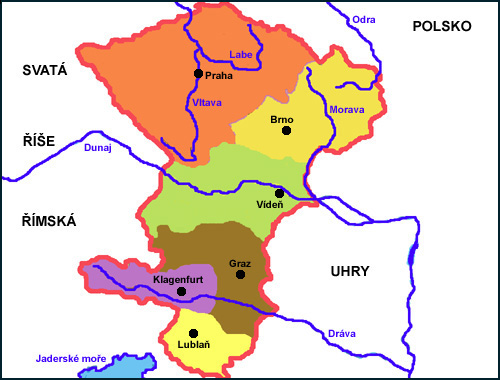 Odra
POLSKO
Labe
SVATÁ
Praha
Vltava
Morava
Brno
ŘÍŠE
Dunaj
Vídeň
ŘÍMSKÁ
Graz
UHRY
Klagenfurt
Dráva
Lublaň
Jaderské moře